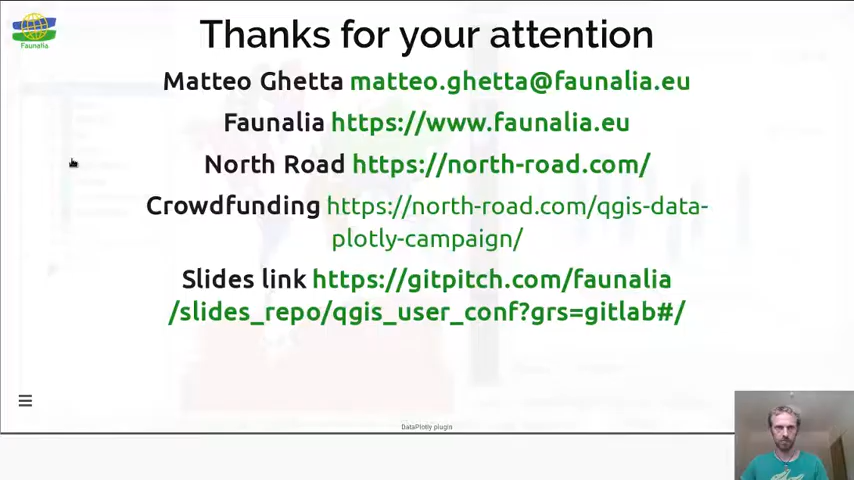 Faunalia
Thanks for your attention
Matteo Ghetta matteo.ghetta@faunalia.eu
Faunalia https://www.faunalia.eu
North Road https://north-road.com/
Crowdfunding https://north-road.com/qgis-data-
plotly-campaign/
Slides link https://gitpitch.com/faunalia
/slides_repo/qgis_user_conf?grs=gitlab#/
DataPlotly plugin